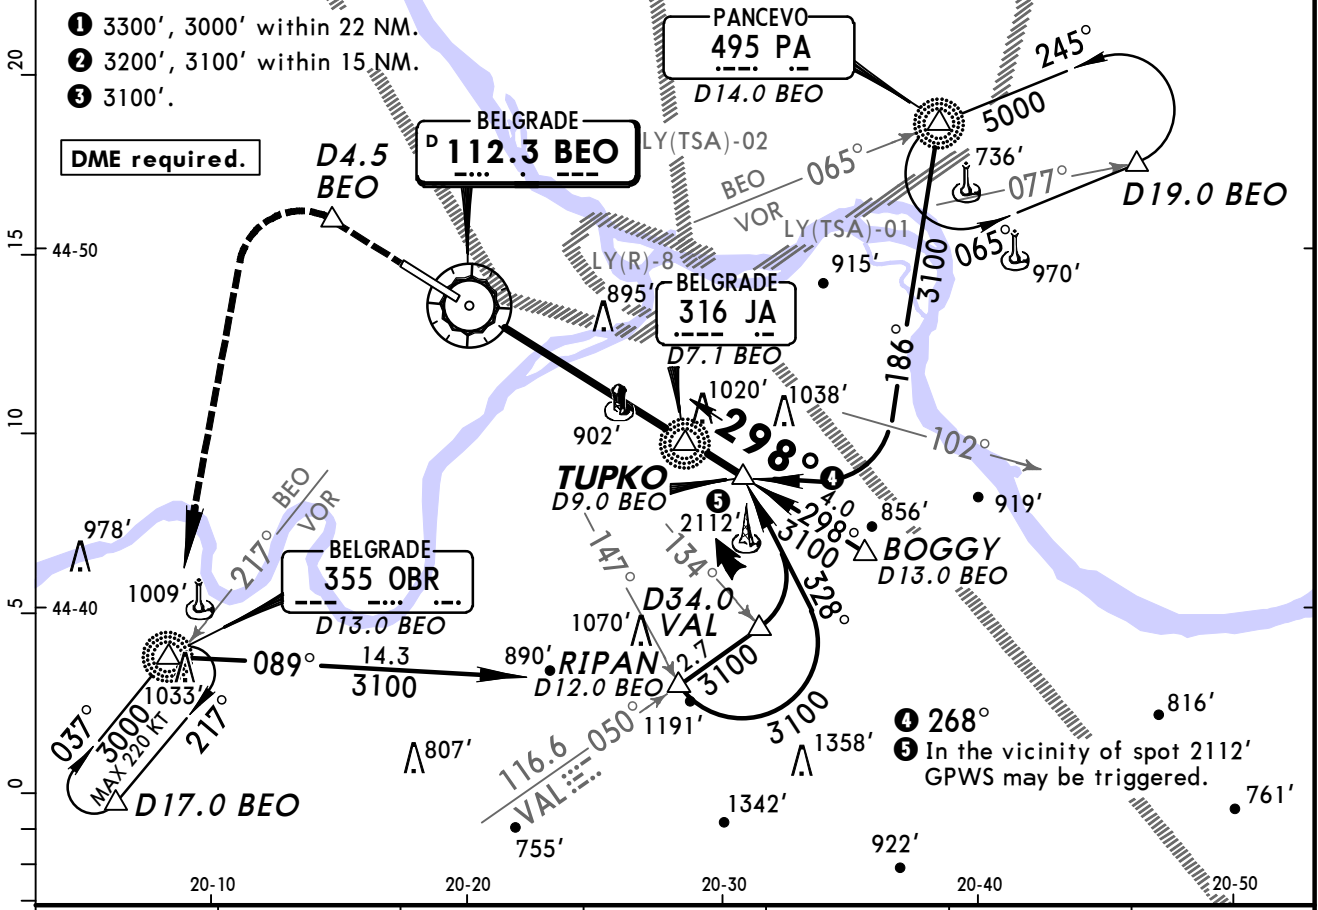 ❶ 3300', 3000' within 22 NM.
❷ 3200', 3100' within 15 NM.
❸ 3100'.
DME required.
PANCEVO
495 PA
D14.0 BEO
245°
5000
736'
077°
D19.0 BEO
065°
970'
3100
186°
LY(TSA)-02
BEO
065°
VOR
LY(TSA)-01
LY(R)-8
915'
D4.5
BEO
BELGRADE
D 112.3 BEO
895'
BELGRADE
316 JA
D7.1 BEO
1020'
1038'
298°
102°
902'
TUPKO
D9.0 BEO
❹
4.0
❺
2112'
298°
3100
856'
919'
BOGGY
D13.0 BEO
147°
134°
328°
D34.0
VAL
978'
217°
BEO
VOR
1009'
BELGRADE
355 OBR
D13.0 BEO
1070'
089°
14.3
3100
890'
RIPAN
D12.0 BEO
2.7
3100
1033'
037°
3000
MAX 220 KT
217°
D17.0 BEO
807'
1191'
3100
1358'
116.6
050°
VAL
755'
1342'
922'
816'
761'
❹ 268°
❺ In the vicinity of spot 2112'
GPWS may be triggered.
20
15
10
5
0
44-50
44-40
20-10
20-20
20-30
20-40
20-50